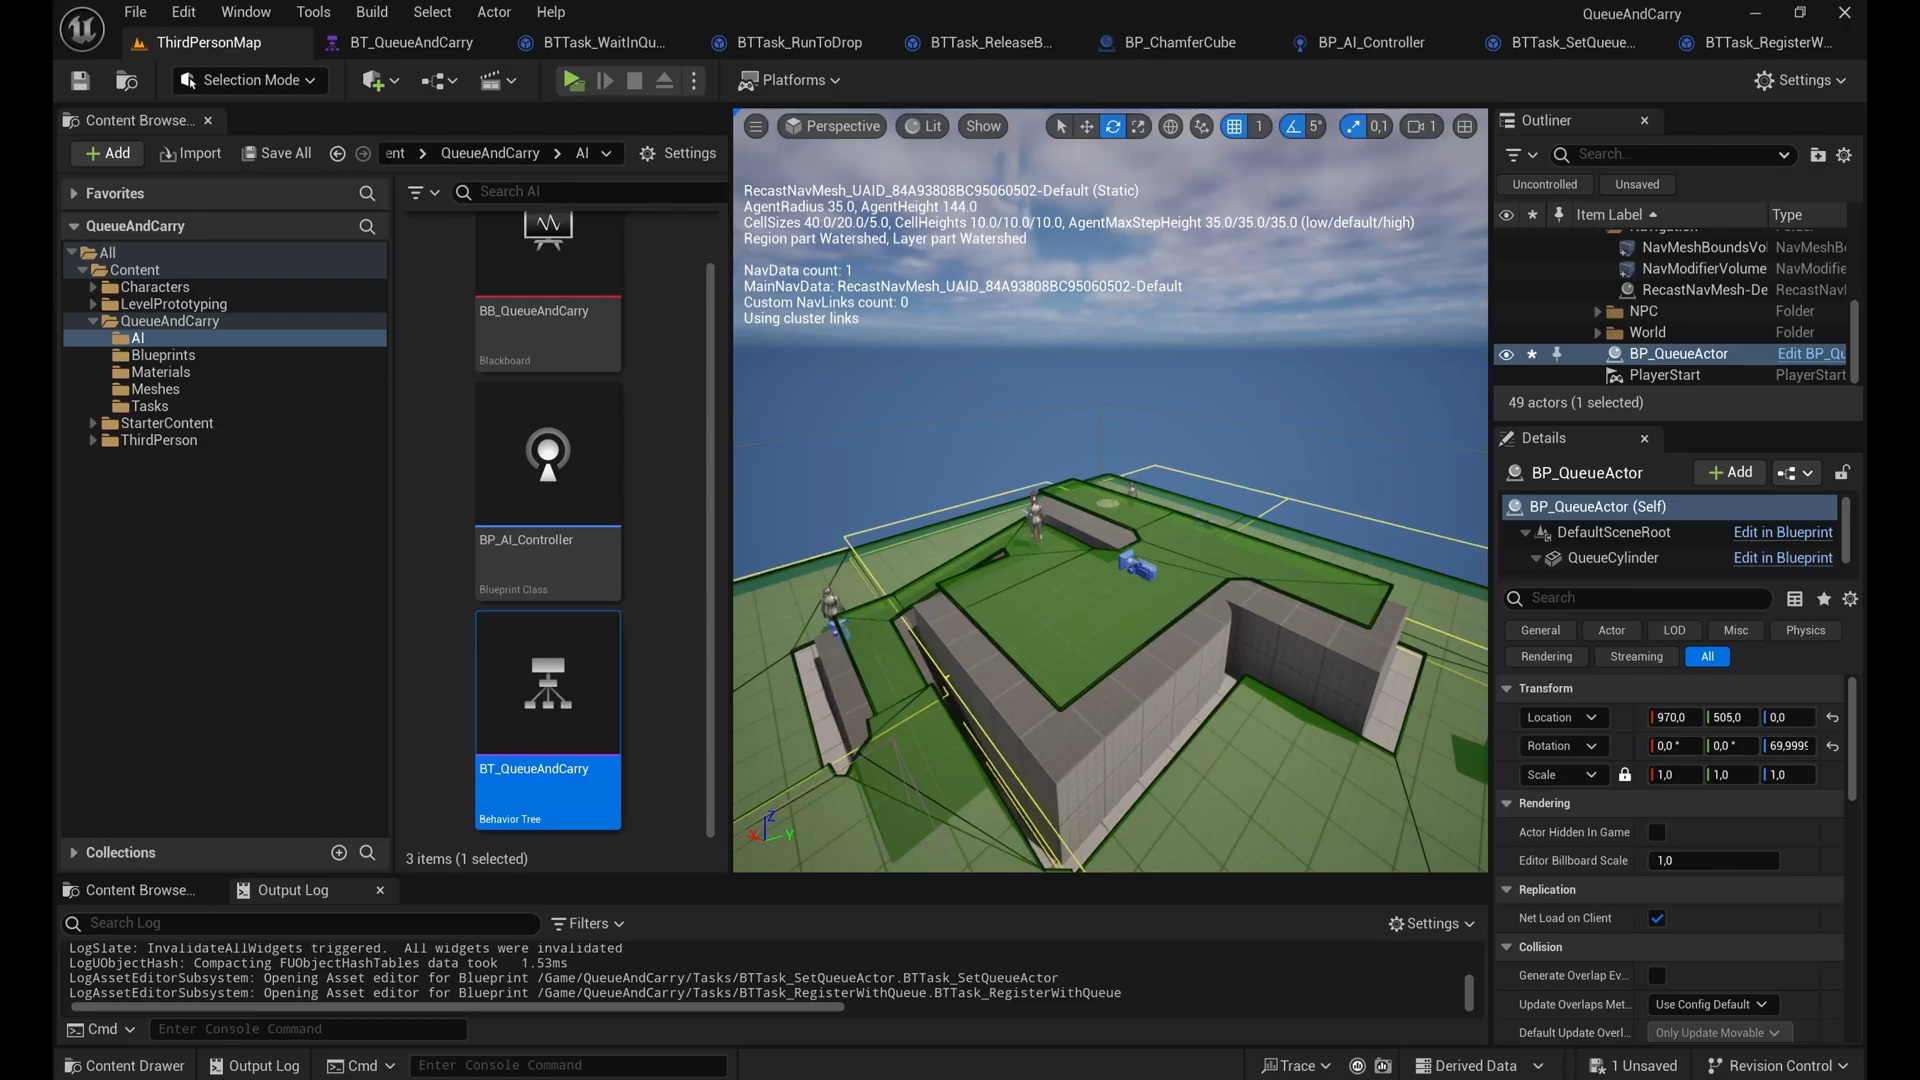 File Edit Window Tools Build Select Actor Help
QueueAndCarry
ThirdPersonMap
BT_QueueAndCarry
BTTask_WaitInQu...
BTTask_RunToDrop
BTTask_ReleaseB...
BP_ChamferCube
BP_AI_Controller
BTTask_SetQueue...
BTTask_RegisterW...
Selection Mode
Platforms
Settings
Content Browse...
Add
Import
Save All
ent
QueueAndCarry
AI
Settings
Favorites
QueueAndCarry
All
Content
Characters
LevelPrototyping
QueueAndCarry
AI
Blueprints
Materials
Meshes
Tasks
StarterContent
ThirdPerson
Collections
Search AI
BB_QueueAndCarry
Blackboard
BP_AI_Controller
Blueprint Class
BT_QueueAndCarry
Behavior Tree
3 items (1 selected)
Perspective
Lit
Show
1
5°
0,1
1
RecastNavMesh_UAID_84A93808BC95060502-Default (Static)
AgentRadius 35.0, AgentHeight 144.0
CellSizes 40.0/20.0/5.0, CellHeights 10.0/10.0/10.0, AgentMaxStepHeight 35.0/35.0/35.0 (low/default/high)
Region part Watershed, Layer part Watershed
NavData count: 1
MainNavData: RecastNavMesh_UAID_84A93808BC95060502-Default
Custom NavLinks count: 0
Using cluster links
X
Z
Y
Outliner
Search...
Uncontrolled
Unsaved
Item Label
Type
NavMeshBoundsVol NavMeshBo
NavModifierVolume NavModifie
RecastNavMesh-De RecastNavM
NPC Folder
World Folder
BP_QueueActor Edit BP_Qu
PlayerStart PlayerStart
49 actors (1 selected)
Details
BP_QueueActor
Add
BP_QueueActor (Self)
DefaultSceneRoot Edit in Blueprint
QueueCylinder Edit in Blueprint
Search
General Actor LOD Misc Physics
Rendering Streaming All
Transform
Location 970,0 505,0 0,0
Rotation 0,0 ° 0,0 ° 69,9999
Scale 1,0 1,0 1,0
Rendering
Actor Hidden In Game
Editor Billboard Scale 1,0
Replication
Net Load on Client
Collision
Generate Overlap Ev...
Update Overlaps Met... Use Config Default
Default Update Overl... Only Update Movable
Content Browse...
Output Log
Search Log
Filters
Settings
LogSlate: InvalidateAllWidgets triggered. All widgets were invalidated
LogUObjectHash: Compacting FUObjectHashTables data took 1.53ms
LogAssetEditorSubsystem: Opening Asset editor for Blueprint /Game/QueueAndCarry/Tasks/BTTask_SetQueueActor.BTTask_SetQueueActor
LogAssetEditorSubsystem: Opening Asset editor for Blueprint /Game/QueueAndCarry/Tasks/BTTask_RegisterWithQueue.BTTask_RegisterWithQueue
Cmd
Enter Console Command
Content Drawer
Output Log
Cmd
Enter Console Command
Trace
Derived Data
1 Unsaved
Revision Control